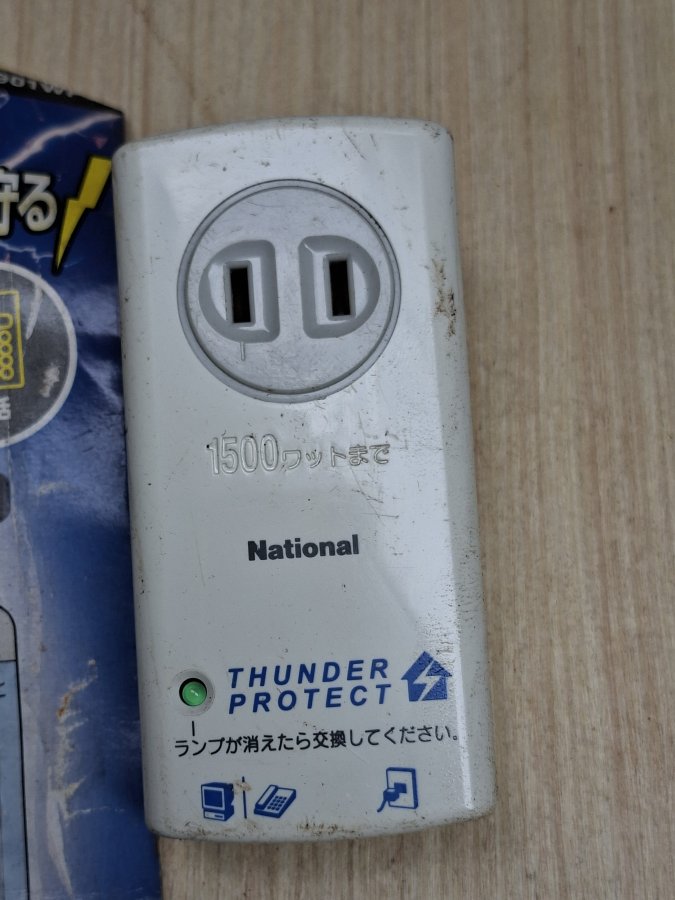 守る
1500ワットまで
National
THUNDER
PROTECT
ランプが消えたら交換してください。